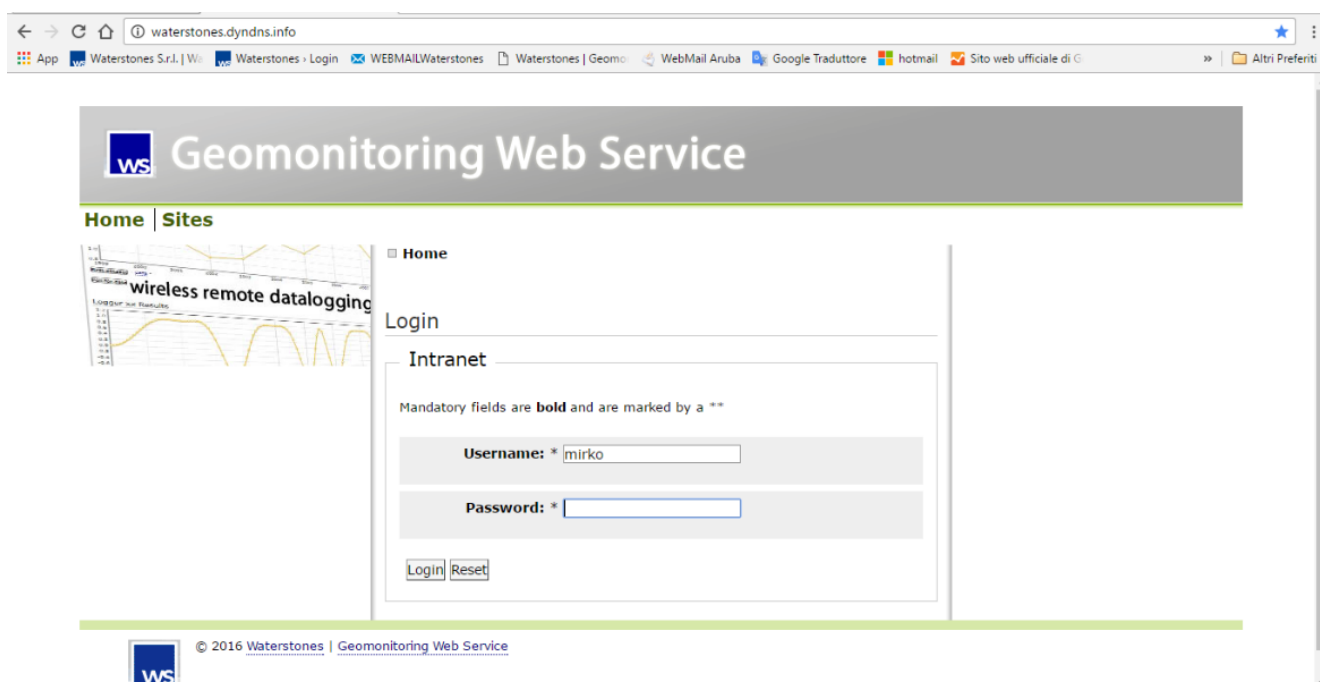 waterstones.dyndns.info
App Waterstones S.r.l. | Wa Waterstones › Login WEBMAILWaterstones Waterstones | Geomo WebMail Aruba Google Traduttore hotmail Sito web ufficiale di G » Altri Preferiti
ws Geomonitoring Web Service
Home | Sites
Home
wireless remote datalogging
Login
Intranet
Mandatory fields are bold and are marked by a **
Username: * mirko
Password: *
Login Reset
© 2016 Waterstones | Geomonitoring Web Service
ws